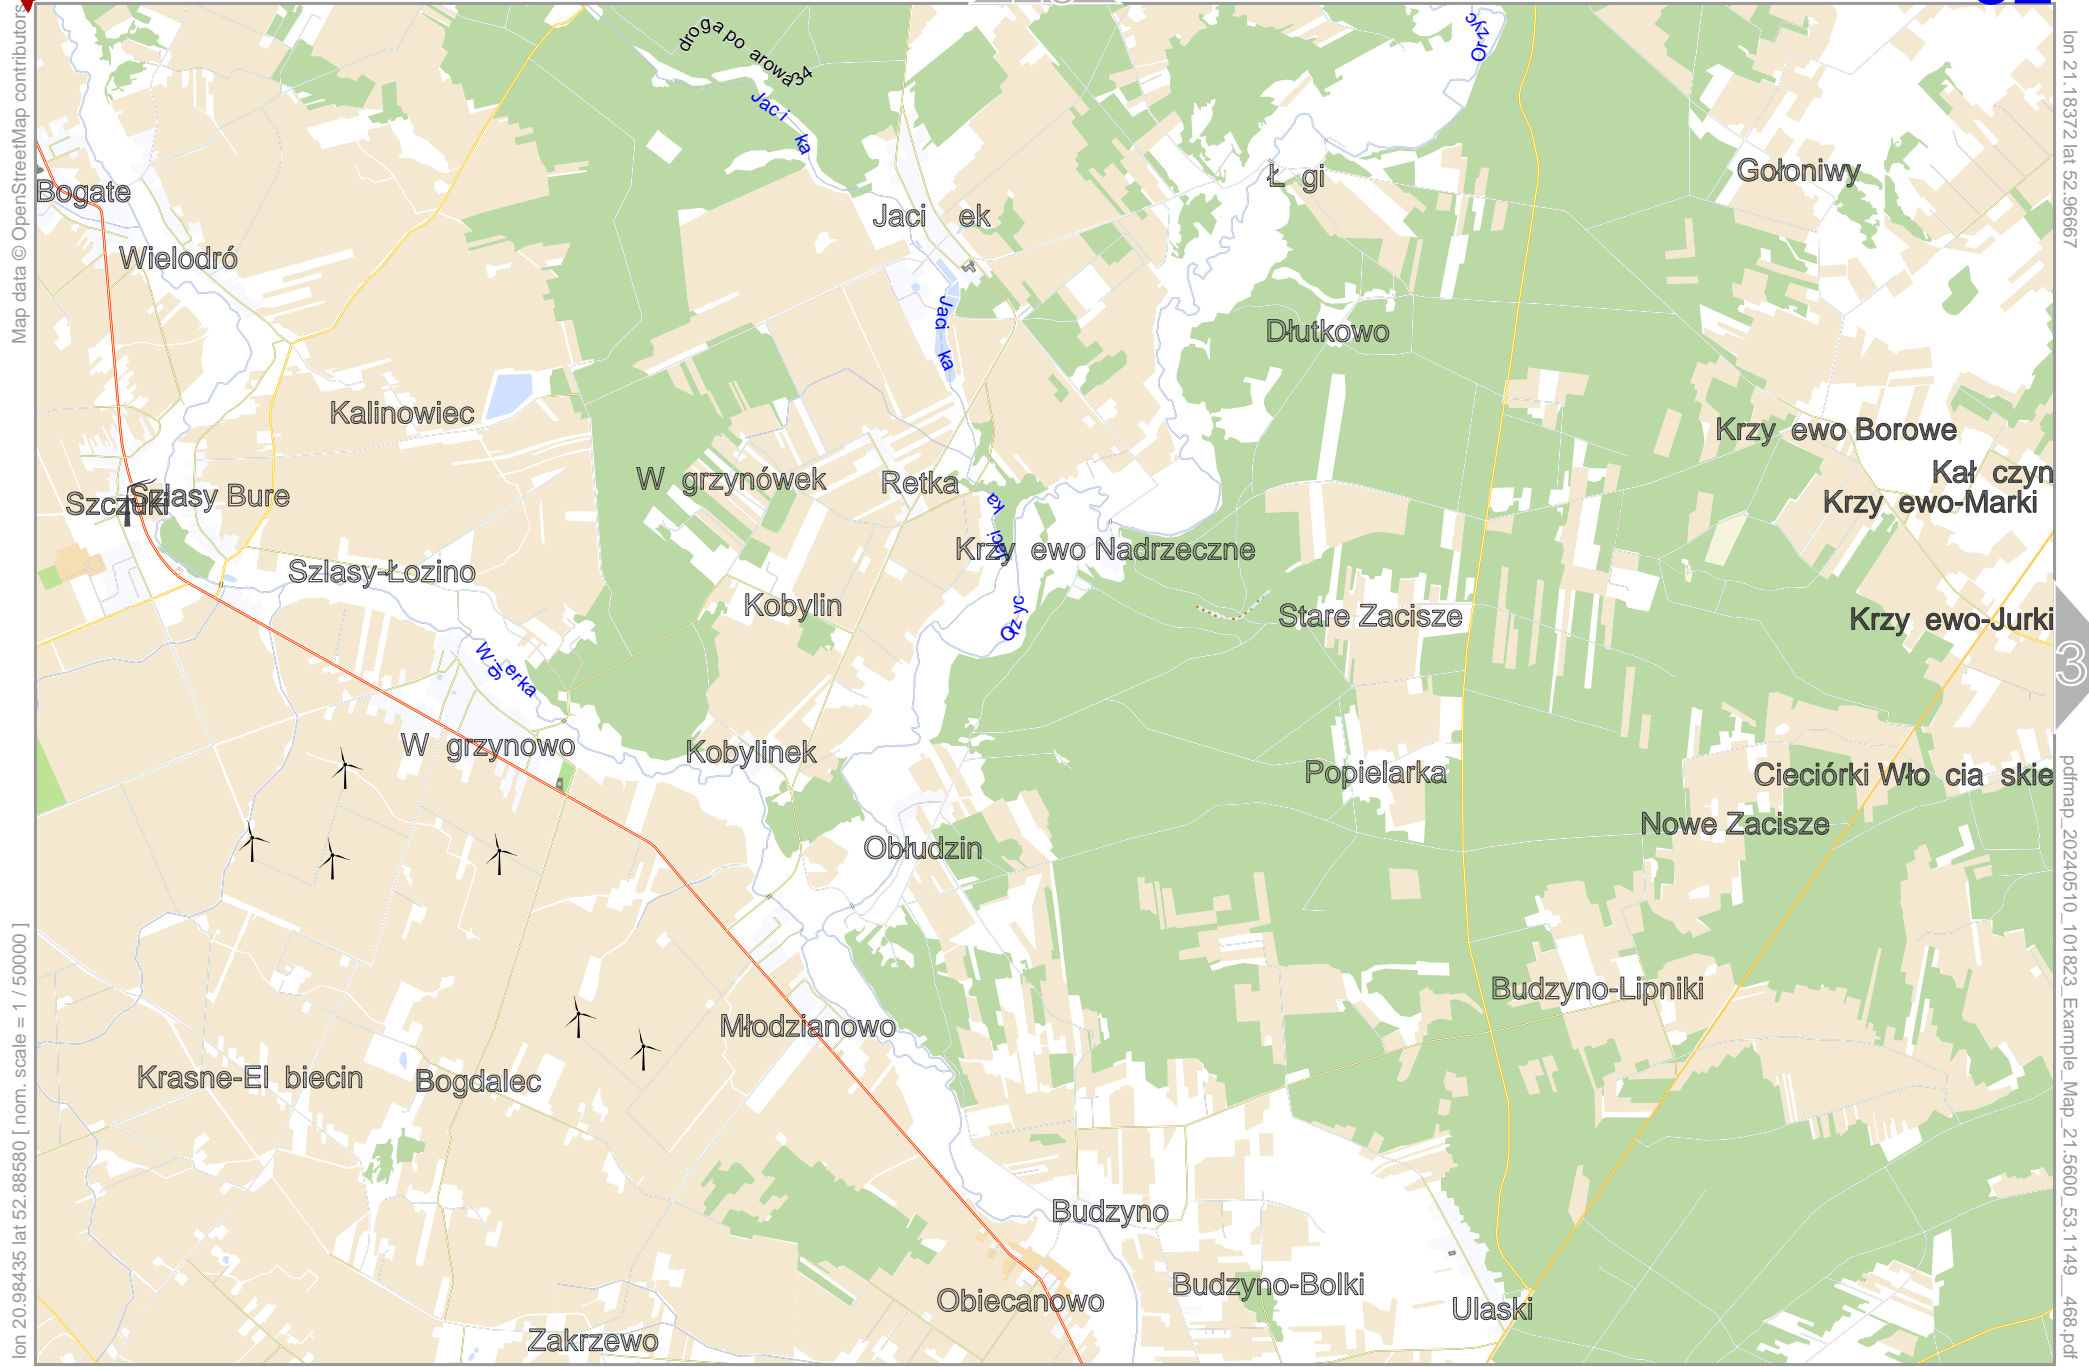 Map data © OpenStreetMap contributors
lon 20.98435 lat 52.88580 [ nom. scale = 1 / 50000 ]
lon 21.18372 lat 52.96667
pdfmap_20240510_101823_Example_Map_21.5600_53.1149__468.pdf
3
droga po arowa 34
Jaci ka
Orzyc
Bogate
Ł gi
Gołoniwy
Jaci ek
Wielodró
Jaci ka
Dłutkowo
Kalinowiec
Krzy ewo Borowe
Kał czyn
W grzynówek
Retka
Szczuki
Szlasy Bure
Krzy ewo-Marki
Jaci ka
Krzy ewo Nadrzeczne
Szlasy-Łozino
Kobylin
Orzyc
Stare Zacisze
Krzy ewo-Jurki
W gierka
W grzynowo
Kobylinek
Popielarka
Cieciórki Wło cia skie
Nowe Zacisze
Obłudzin
Budzyno-Lipniki
Młodzianowo
Krasne-El biecin
Bogdalec
Budzyno
Budzyno-Bolki
Obiecanowo
Ulaski
Zakrzewo